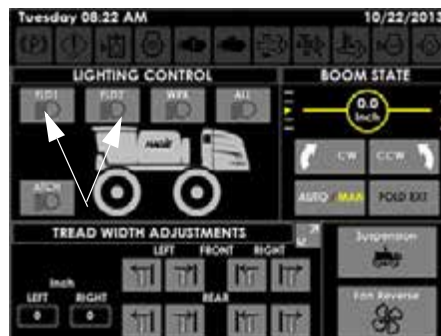 Tuesday 08:22 AM 10/22/2013
LIGHTING CONTROL
BOOM STATE
FLD1 FLD2 WRK ALL
0.0
Inch
HAGIE
CW CCW
ATCH
AUTO / MAN FOLD EXT
TREAD WIDTH ADJUSTMENTS
LEFT FRONT RIGHT
Suspension
Inch
LEFT RIGHT
REAR
0 0
Fan Reverse